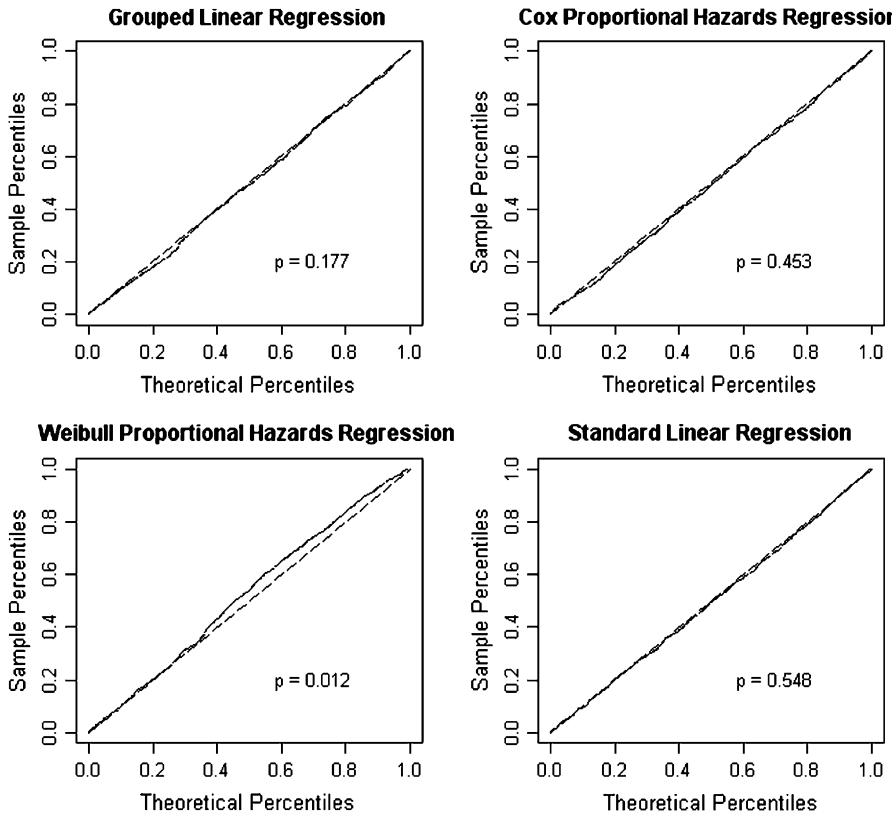 Grouped Linear Regression
1.0
0.8
0.6
0.4
0.2
0.0
Sample Percentiles
p = 0.177
0.0 0.2 0.4 0.6 0.8 1.0
Theoretical Percentiles
Cox Proportional Hazards Regression
1.0
0.8
0.6
0.4
0.2
0.0
Sample Percentiles
p = 0.453
0.0 0.2 0.4 0.6 0.8 1.0
Theoretical Percentiles
Weibull Proportional Hazards Regression
1.0
0.8
0.6
0.4
0.2
0.0
Sample Percentiles
p = 0.012
0.0 0.2 0.4 0.6 0.8 1.0
Theoretical Percentiles
Standard Linear Regression
1.0
0.8
0.6
0.4
0.2
0.0
Sample Percentiles
p = 0.548
0.0 0.2 0.4 0.6 0.8 1.0
Theoretical Percentiles